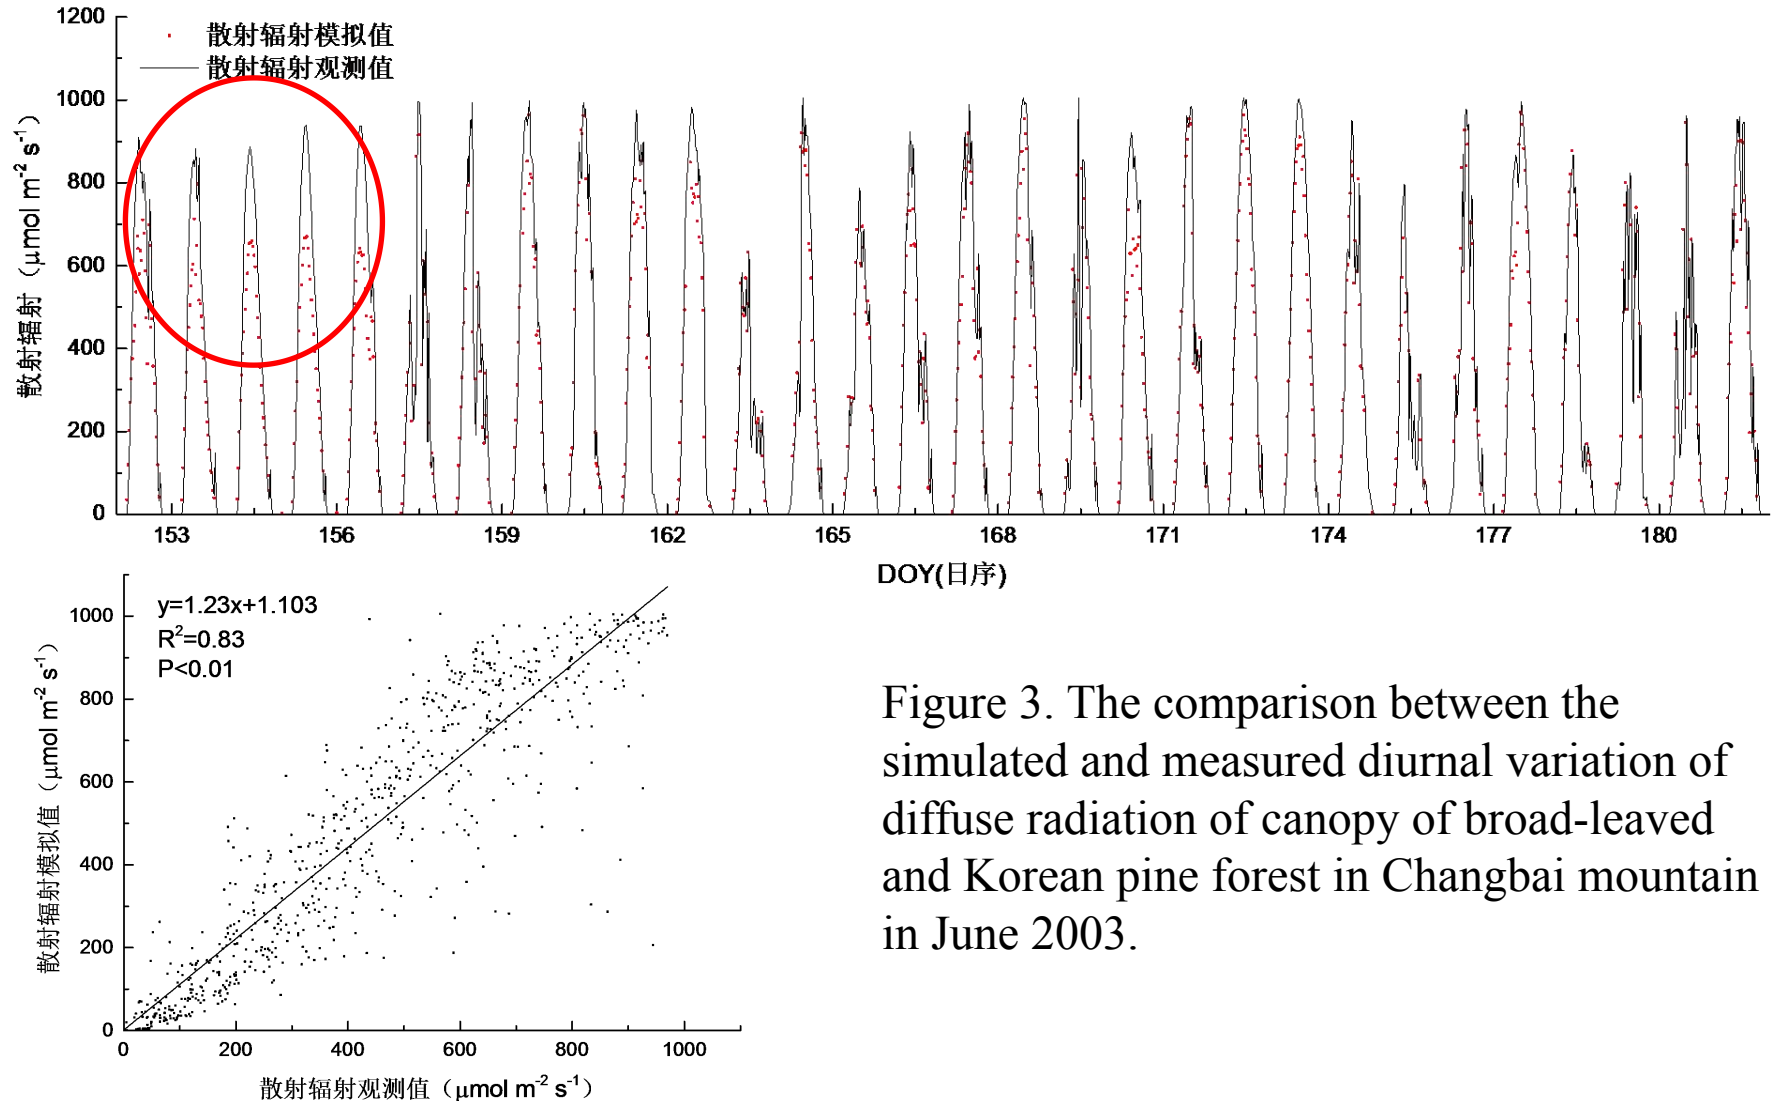 1200
1000
800
600
400
200
0
散射辐射（μmol m⁻² s⁻¹）
散射辐射模拟值
散射辐射观测值
153 156 159 162 165 168 171 174 177 180
DOY(日序)
y=1.23x+1.103
R²=0.83
P<0.01
1000
800
600
400
200
0
散射辐射模拟值（μmol m⁻² s⁻¹）
0 200 400 600 800 1000
散射辐射观测值（μmol m⁻² s⁻¹）
Figure 3. The comparison between the
simulated and measured diurnal variation of
diffuse radiation of canopy of broad-leaved
and Korean pine forest in Changbai mountain
in June 2003.